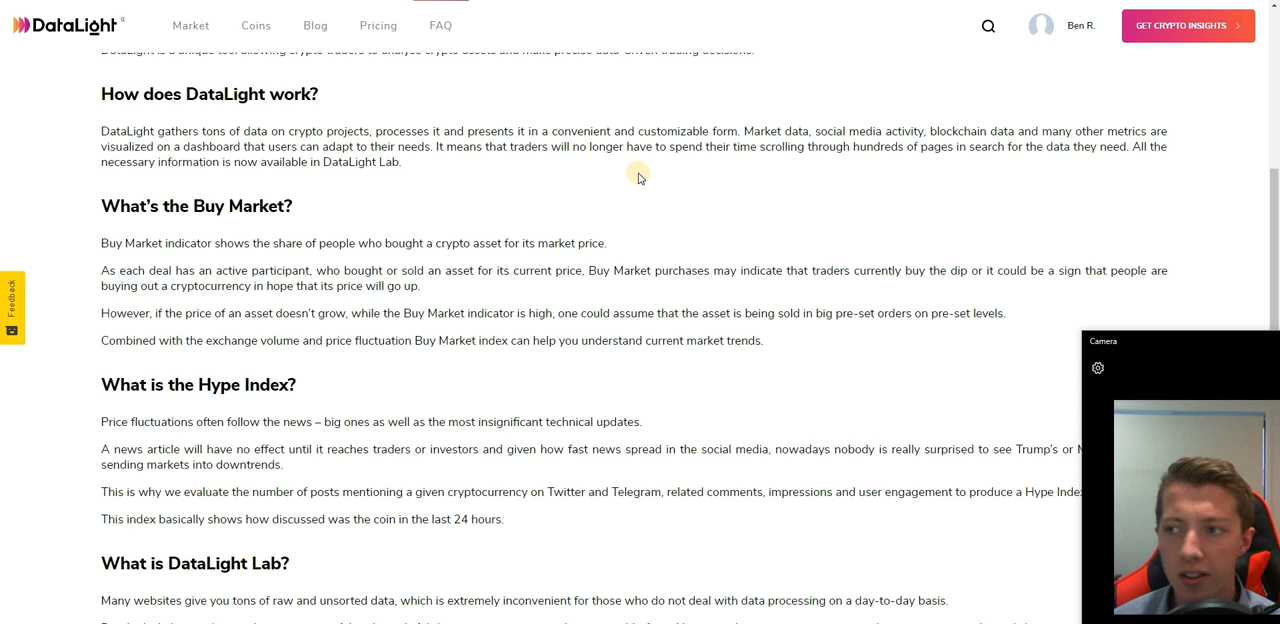 DataLight α
Market
Coins
Blog
Pricing
FAQ
Ben R.
GET CRYPTO INSIGHTS
DataLight is a unique tool allowing crypto traders to analyse crypto assets and make precise data-driven trading decisions.
How does DataLight work?
DataLight gathers tons of data on crypto projects, processes it and presents it in a convenient and customizable form. Market data, social media activity, blockchain data and many other metrics are
visualized on a dashboard that users can adapt to their needs. It means that traders will no longer have to spend their time scrolling through hundreds of pages in search for the data they need. All the
necessary information is now available in DataLight Lab.
What's the Buy Market?
Buy Market indicator shows the share of people who bought a crypto asset for its market price.
As each deal has an active participant, who bought or sold an asset for its current price, Buy Market purchases may indicate that traders currently buy the dip or it could be a sign that people are
buying out a cryptocurrency in hope that its price will go up.
However, if the price of an asset doesn't grow, while the Buy Market indicator is high, one could assume that the asset is being sold in big pre-set orders on pre-set levels.
Feedback
Combined with the exchange volume and price fluctuation Buy Market index can help you understand current market trends.
Camera
What is the Hype Index?
Price fluctuations often follow the news – big ones as well as the most insignificant technical updates.
A news article will have no effect until it reaches traders or investors and given how fast news spread in the social media, nowadays nobody is really surprised to see Trump's or
sending markets into downtrends.
This is why we evaluate the number of posts mentioning a given cryptocurrency on Twitter and Telegram, related comments, impressions and user engagement to produce a Hype Index
This index basically shows how discussed was the coin in the last 24 hours.
What is DataLight Lab?
Many websites give you tons of raw and unsorted data, which is extremely inconvenient for those who do not deal with data processing on a day-to-day basis.